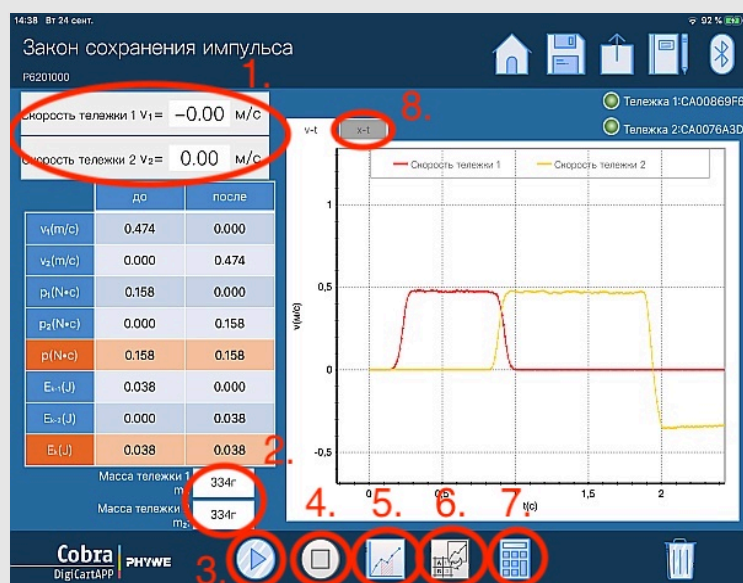 14:38 Вт 24 сент.
92 %
Закон сохранения импульса
P6201000
1.
Скорость тележки 1 V₁= -0.00 м/с
Скорость тележки 2 V₂= 0.00 м/с
8.
v-t x-t
Тележка 1:CA00869F6
Тележка 2:CA0076A3D
до после
v₁(m/c) 0.474 0.000
v₂(m/c) 0.000 0.474
p₁(N•c) 0.158 0.000
p₂(N•c) 0.000 0.158
p(N•c) 0.158 0.158
Eₖ₋₁(J) 0.038 0.000
Eₖ₋₂(J) 0.000 0.038
Eₖ(J) 0.038 0.038
Скорость тележки 1 Скорость тележки 2
1
0,5
0
-0,5
v(м/с)
0 0,5 1 1,5 2
t(c)
2.
Масса тележки 1
m₁: 334г
Масса тележки
m₂: 334г
3. 4. 5. 6. 7.
Cobra PHYWE
DigiCartAPP